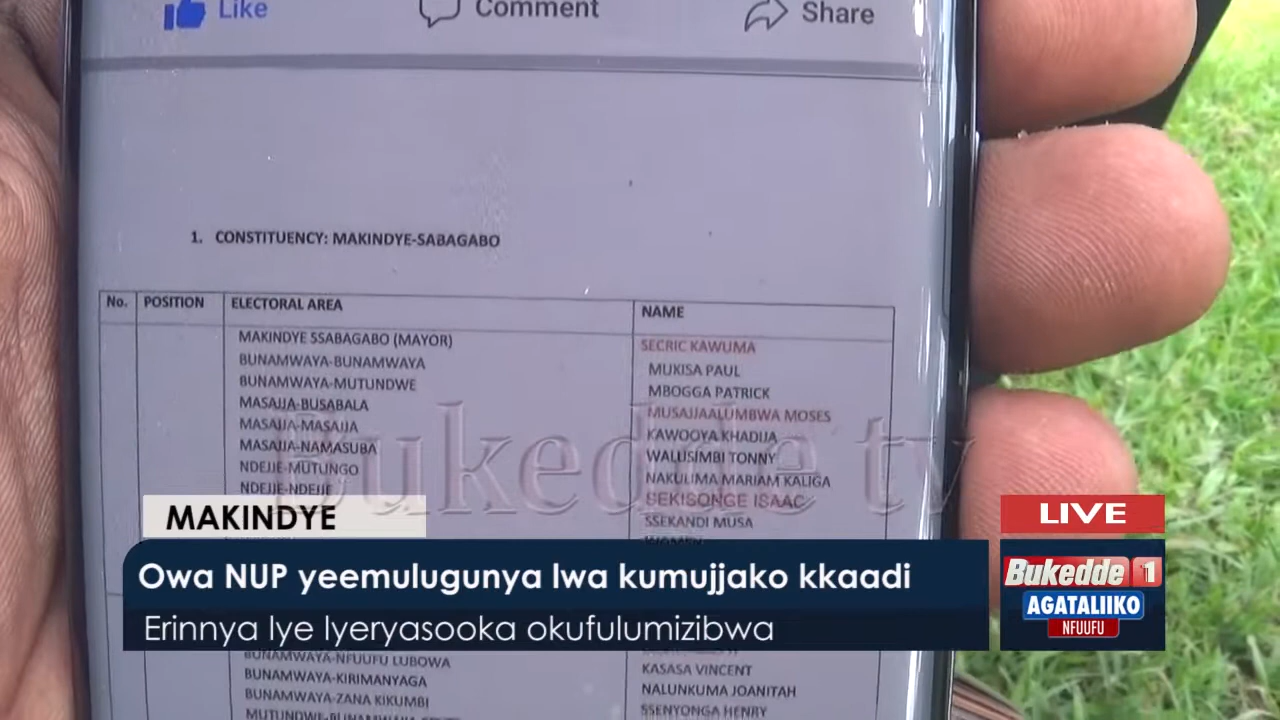 Like Comment Share
1. CONSTITUENCY: MAKINDYE-SABAGABO
No. POSITION ELECTORAL AREA NAME
MAKINDYE SSABAGABO (MAYOR) SECRIC KAWUMA
BUNAMWAYA-BUNAMWAYA MUKISA PAUL
BUNAMWAYA-MUTUNDWE MBOGGA PATRICK
MASAJJA-BUSABALA MUSAJJAALUMBWA MOSES
MASAJJA-MASAJJA KAWOOYA KHADIJA
MASAJJA-NAMASUBA WALUSIMBI TONNY
NDEJJE-MUTUNGO NAKULIMA MARIAM KALIGA
NDEJJE-NDEJJE SEKISONGE ISAAC
SSEKANDI MUSA
Bukedde tv
MAKINDYE
LIVE
Owa NUP yeemulugunya lwa kumujjako kkaadi
Erinnya lye lyeryasooka okufulumizibwa
Bukedde 1
AGATALIIKO
NFUUFU
BUNAMWAYA-NFUUFU LUBOWA KASASA VINCENT
BUNAMWAYA-KIRIMANYAGA NALUNKUMA JOANITAH
BUNAMWAYA-ZANA KIKUMBI SSENYONGA HENRY